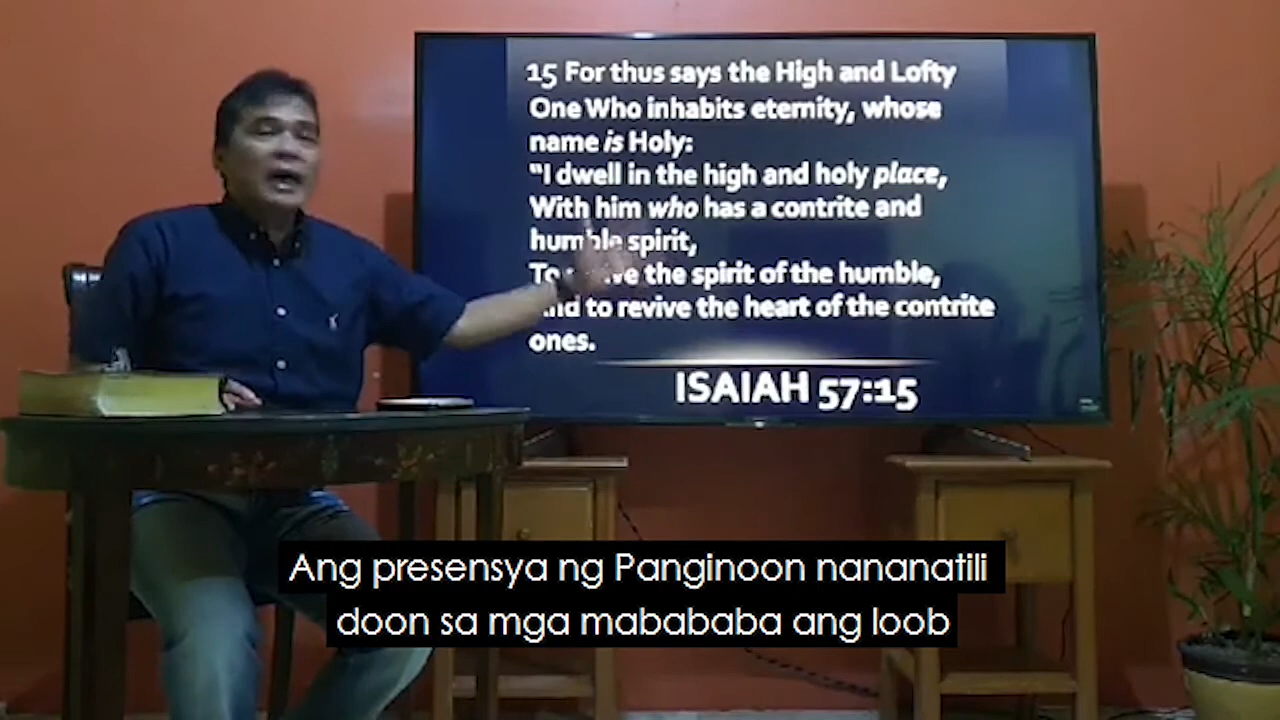 15 For thus says the High and Lofty
One Who inhabits eternity, whose
name is Holy:
“I dwell in the high and holy place,
With him who has a contrite and
humble spirit,
To revive the spirit of the humble,
And to revive the heart of the contrite
ones.
ISAIAH 57:15
Ang presensya ng Panginoon nananatili
doon sa mga mabababa ang loob